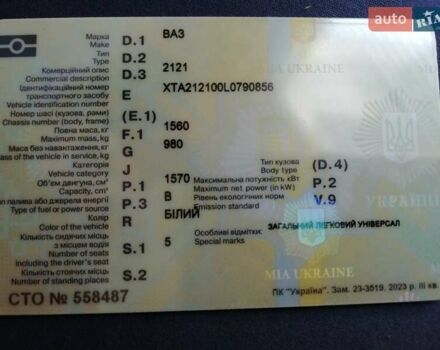 auto RIA
Марка
Make D.1 ВАЗ
Тип
Type D.2
Комерційний опис
Commercial description D.3 2121
MIA UKRAINE
Ідентифікаційний номер
транспортного засобу E XTA212100L0790856
Vehicle identification number
Номер шасі (кузова, рами) (E.1)
Chassis number (body, frame)
Повна маса, кг F.1 1560
Maximum mass, kg
Маса без навантаження, кг G 980
Mass of the vehicle in service, kg
Тип кузова (D.4)
Body type
Категорія J
Category
Об'єм двигуна, см³ P.1 1570 Максимальна потужність кВт P.2
Capacity, cm³ Maximum net power (in kW)
Тип палива або джерела енергії P.3 B Рівень екологічних норм V.9
Type of fuel or power source Emission standard
Колір R БІЛИЙ
Color of the vehicle
УКРАЇНИ
ЗАГАЛЬНИЙ ЛЕГКОВИЙ УНІВЕРСАЛ
Кількість сидячих місць
з місцем водія S.1 5 Особливі відмітки:
Number of seats Special marks
including the driver's seat
Кількість стоячих місць S.2
Number of standing places
MIA UKRAINE
СТО № 558487
ПК "Україна". Зам. 23-3519. 2023 р. III кв.